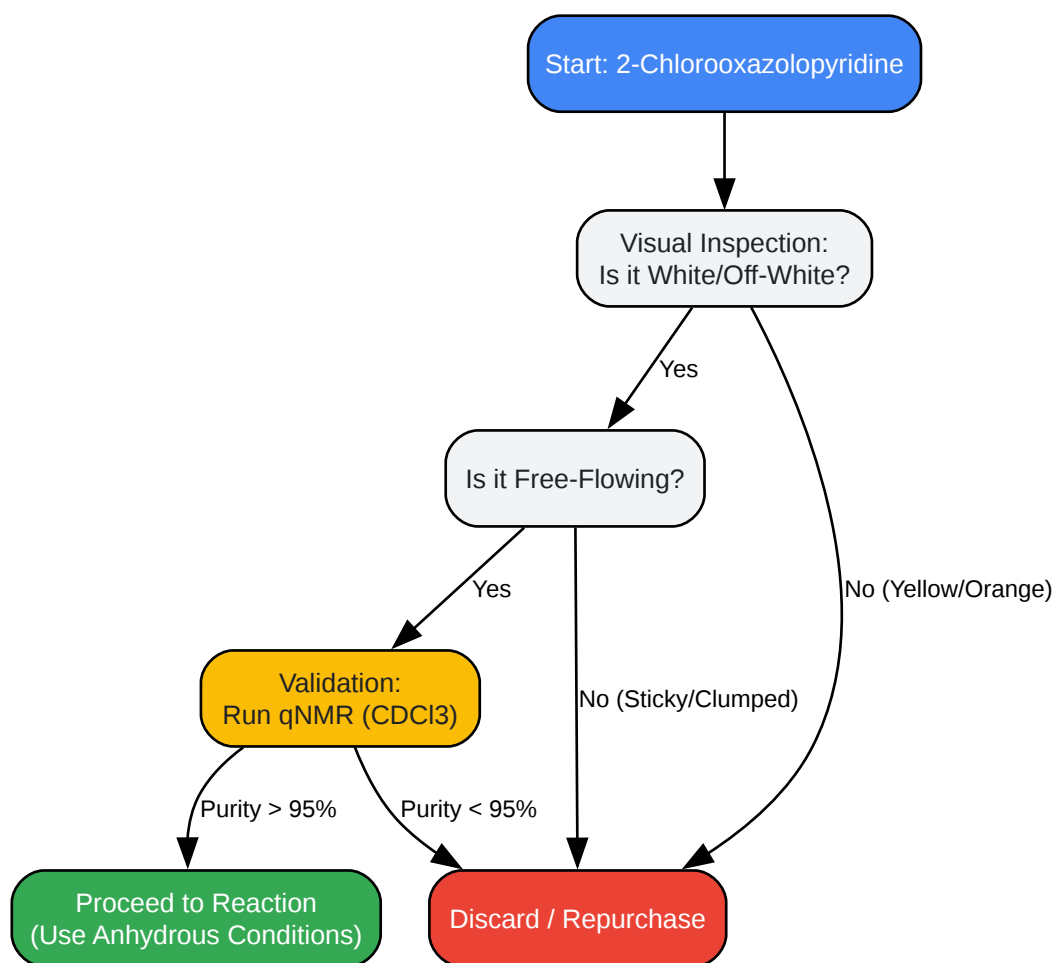 Start: 2-Chlorooxazolopyridine
Visual Inspection:
Is it White/Off-White?
Yes
Is it Free-Flowing?
Yes
No (Yellow/Orange)
Validation:
Run qNMR (CDCl3)
No (Sticky/Clumped)
Purity > 95%
Purity < 95%
Proceed to Reaction
(Use Anhydrous Conditions)
Discard / Repurchase